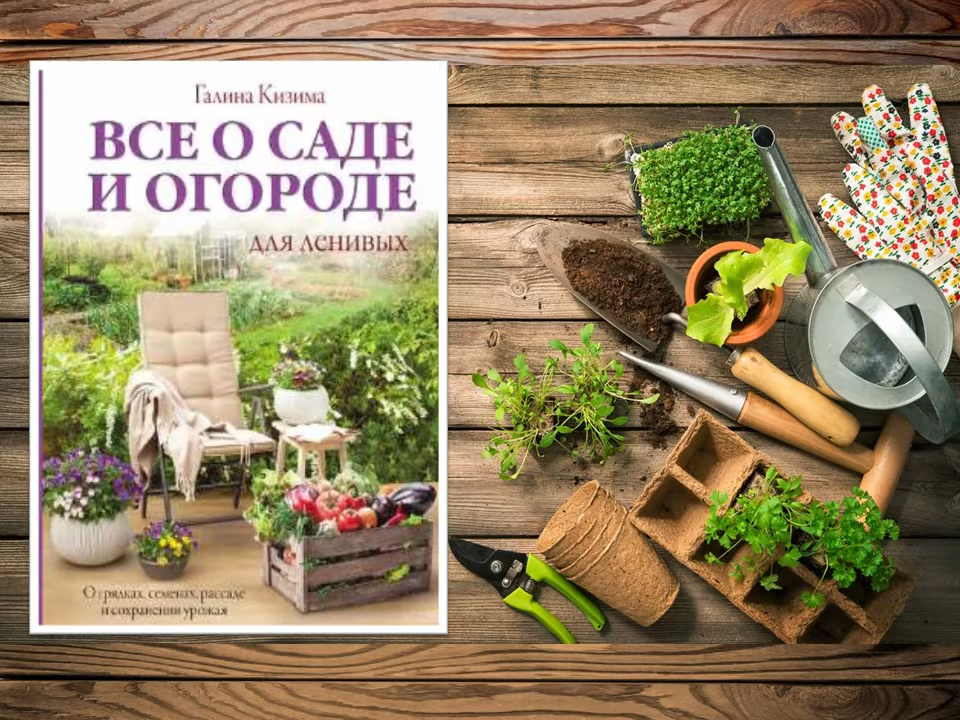 Галина Кизима
ВСЕ О САДЕ
И ОГОРОДЕ
для ленивых
О грядках, семенах, рассаде
и сохранении урожая